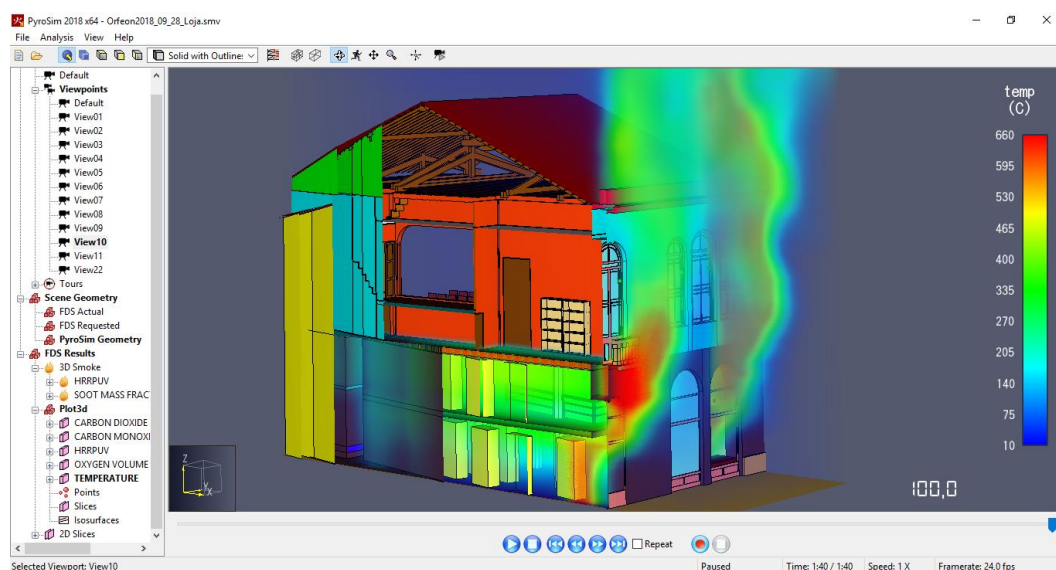 PyroSim 2018 x64 - Orfeon2018_09_28_Loja.smv
File Analysis View Help
Solid with Outline:
Default
Viewpoints
Default
View01
View02
View03
View04
View05
View06
View07
View08
View09
View10
View11
View22
Tours
Scene Geometry
FDS Actual
FDS Requested
PyroSim Geometry
FDS Results
3D Smoke
HRRPUV
SOOT MASS FRAC
Plot3d
CARBON DIOXIDE
CARBON MONOXI
HRRPUV
OXYGEN VOLUME
TEMPERATURE
Points
Slices
Isosurfaces
2D Slices
temp
(C)
660
595
530
465
400
335
270
205
140
75
10
Z
Y X
100,0
Repeat
Selected Viewport: View10 Paused Time: 1:40 / 1:40 Speed: 1 X Framerate: 24.0 fps